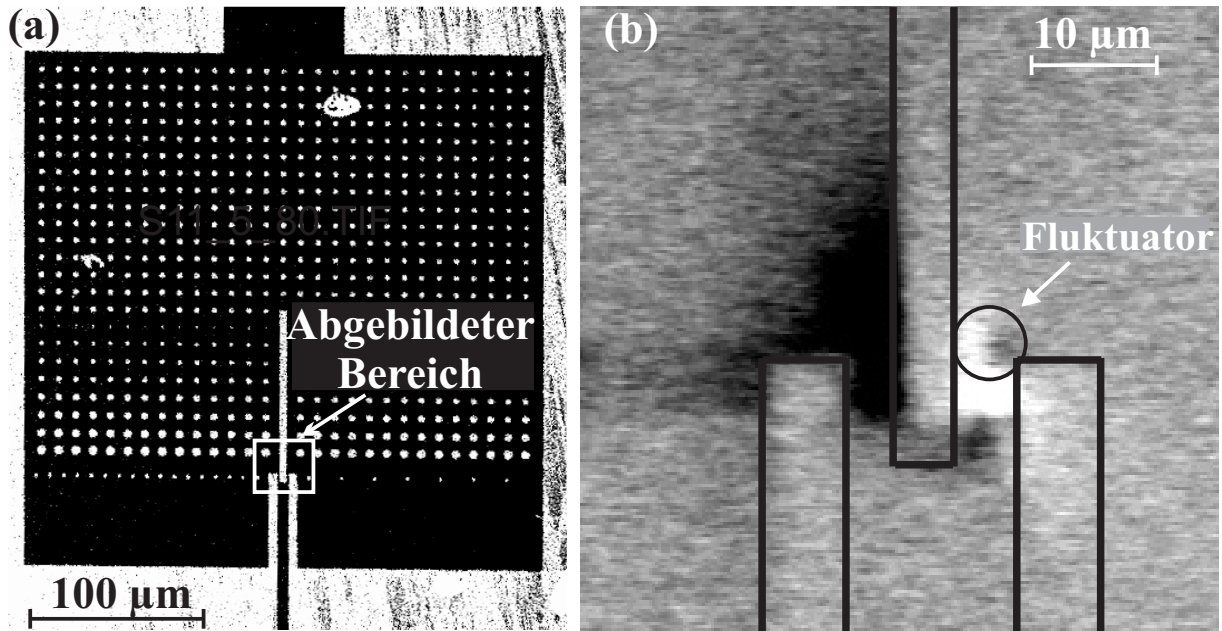 (a)
S11_5_80.TIF
Abgebildeter
Bereich
100 µm
(b)
10 µm
Fluktuator